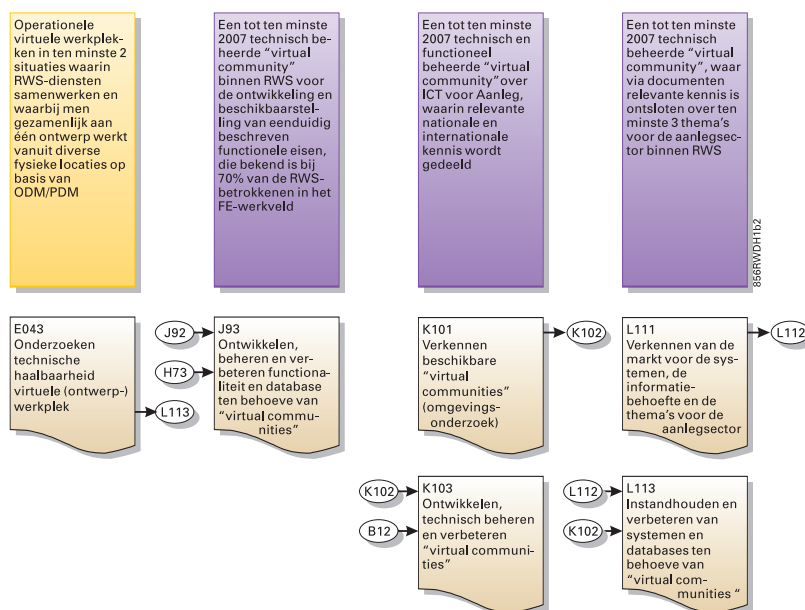 Operationele
virtuele werkplek-
ken in ten minste 2
situaties waarin
RWS-diensten
samenwerken en
waarbij men
gezamenlijk aan
één ontwerp werkt
vanuit diverse
fysieke locaties op
basis van
ODM/PDM
Een tot ten minste
2007 technisch be-
heerde “virtual
community”
binnen RWS voor
de ontwikkeling en
beschikbaarstel-
ling van eenduidig
beschreven
functionele eisen,
die bekend is bij
70% van de RWS-
betrokkenen in het
FE-werkveld
Een tot ten minste
2007 technisch en
functioneel
beheerde “virtual
community” over
ICT voor Aanleg,
waarin relevante
nationale en
internationale
kennis wordt
gedeeld
Een tot ten minste
2007 technisch
beheerde “virtual
community”, waar
via documenten
relevante kennis is
ontsloten over ten
minste 3 thema’s
voor de aanlegsec-
tor binnen RWS
856RWDH1b2
E043
Onderzoeken
technische
haalbaarheid
virtuele (ontwerp-)
werkplek
L113
J92
H73
J93
Ontwikkelen,
beheren en ver-
beteren functiona-
liteit en database
ten behoeve van
“virtual commu-
nities”
K101
Verkennen
beschikbare
“virtual
communities”
(omgevings-
onderzoek)
K102
L111
Verkennen van de
markt voor de sys-
temen, de
informatie-
behoefte en de
thema’s voor de
aanlegsector
L112
K102
B12
K103
Ontwikkelen,
technisch beheren
en verbeteren
“virtual communi-
ties”
L112
K102
L113
Instandhouden en
verbeteren van
systemen en
databases ten
behoeve van
“virtual com-
munities “